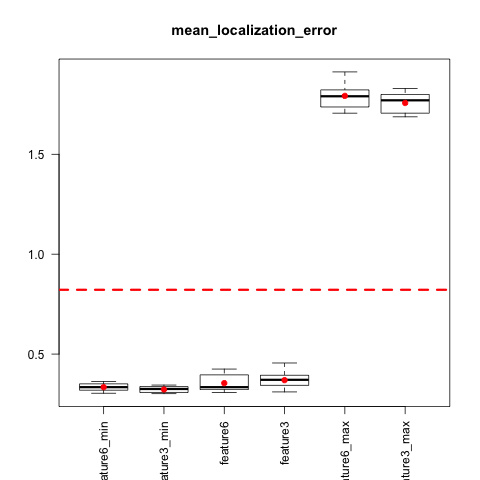 mean_localization_error
1.5
1.0
0.5
ature6_min
ature3_min
feature6
feature3
ture6_max
ture3_max